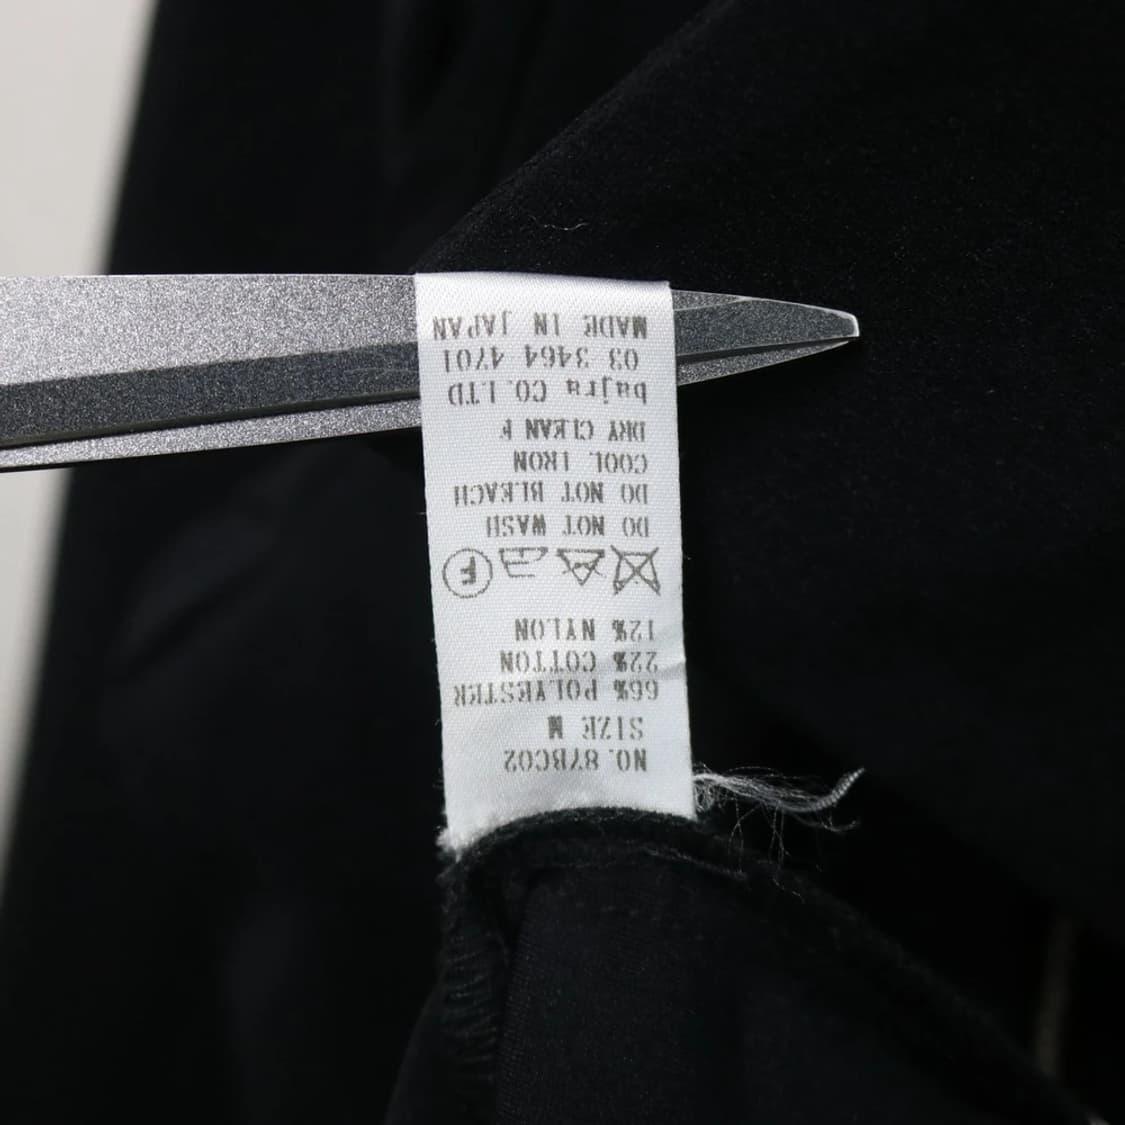 NO. 87BC02
SIZE M
66% POLYESTER
22% COTTON
12% NYLON
F
DO NOT WASH
DO NOT BLEACH
COOL IRON
DRY CLEAN F
bajra CO. LTD
03 3464 4701
MADE IN JAPAN